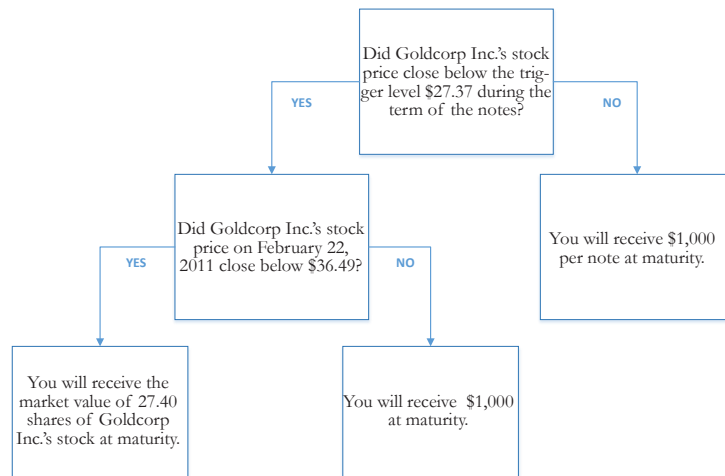 Did Goldcorp Inc.'s stock
price close below the trig-
ger level $27.37 during the
term of the notes?
YES
NO
Did Goldcorp Inc.'s stock
price on February 22,
2011 close below $36.49?
You will receive $1,000
per note at maturity.
YES
NO
You will receive the
market value of 27.40
shares of Goldcorp
Inc.'s stock at maturity.
You will receive $1,000
at maturity.